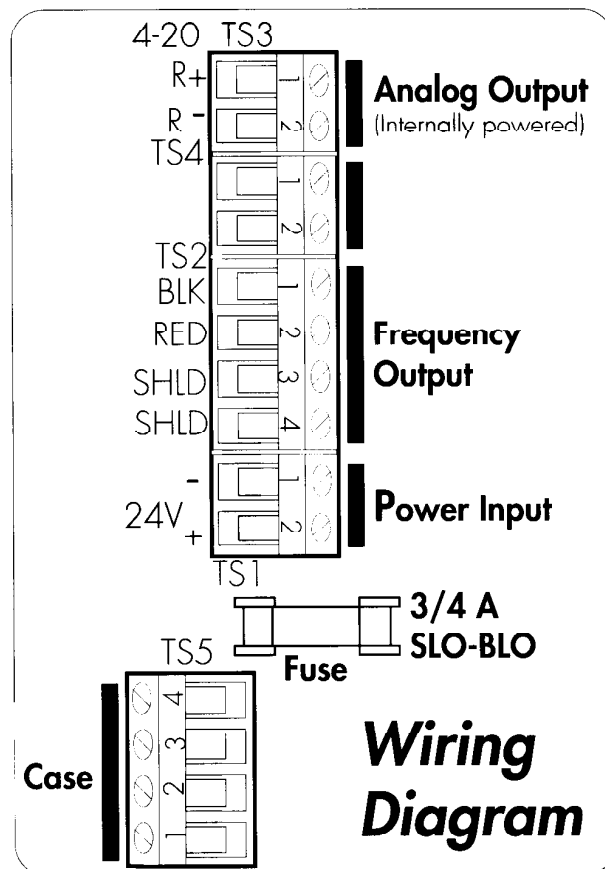 4-20 TS3
R+ 1
R - 2
Analog Output
(Internally powered)
TS4
1
2
TS2
BLK 1
RED 2
SHLD 3
SHLD 4
Frequency
Output
- 1
24V
+ 2
Power Input
TS1
3/4 A
SLO-BLO
Fuse
TS5
4
3
2
1
Case
Wiring
Diagram